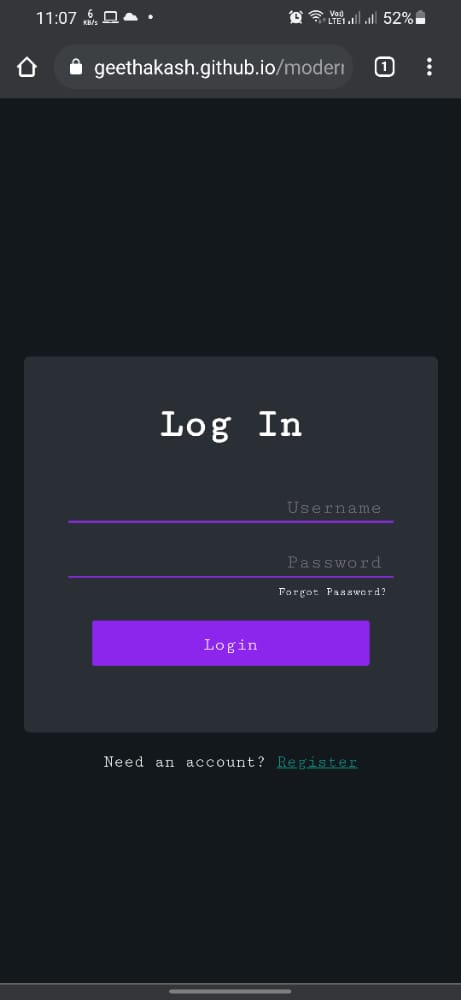 11:07 6 KB/s Vo) LTE1 52%
geethakash.github.io/modern 1
Log In
Username
Password
Forgot Password?
Login
Need an account? Register